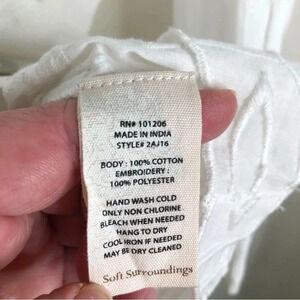 RN# 101206
MADE IN INDIA
STYLE# 2AJ16
BODY : 100% COTTON
EMBROIDERY :
100% POLYESTER
HAND WASH COLD
ONLY NON CHLORINE
BLEACH WHEN NEEDED
HANG TO DRY
COOL IRON IF NEEDED
MAY BE DRY CLEANED
Soft Surroundings